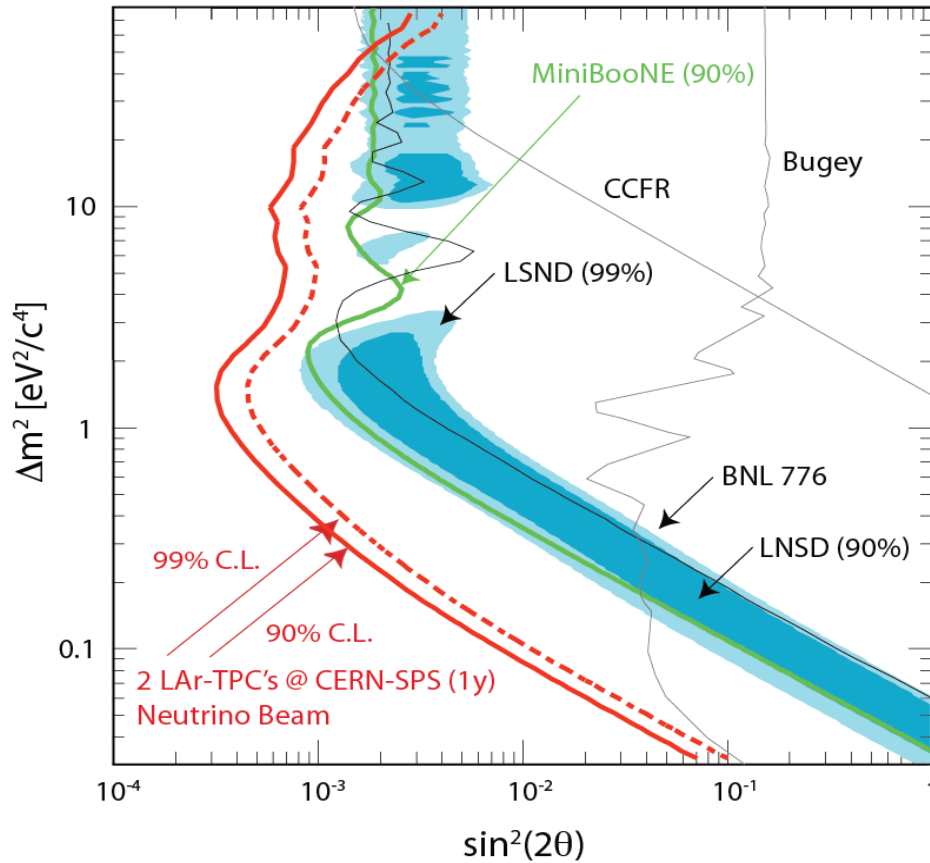 MiniBooNE (90%)
Bugey
CCFR
10
LSND (99%)
Δm² [eV²/c⁴]
1
BNL 776
LNSD (90%)
99% C.L.
90% C.L.
0.1
2 LAr-TPC's @ CERN-SPS (1y)
Neutrino Beam
10⁻⁴ 10⁻³ 10⁻² 10⁻¹ 1
sin²(2θ)